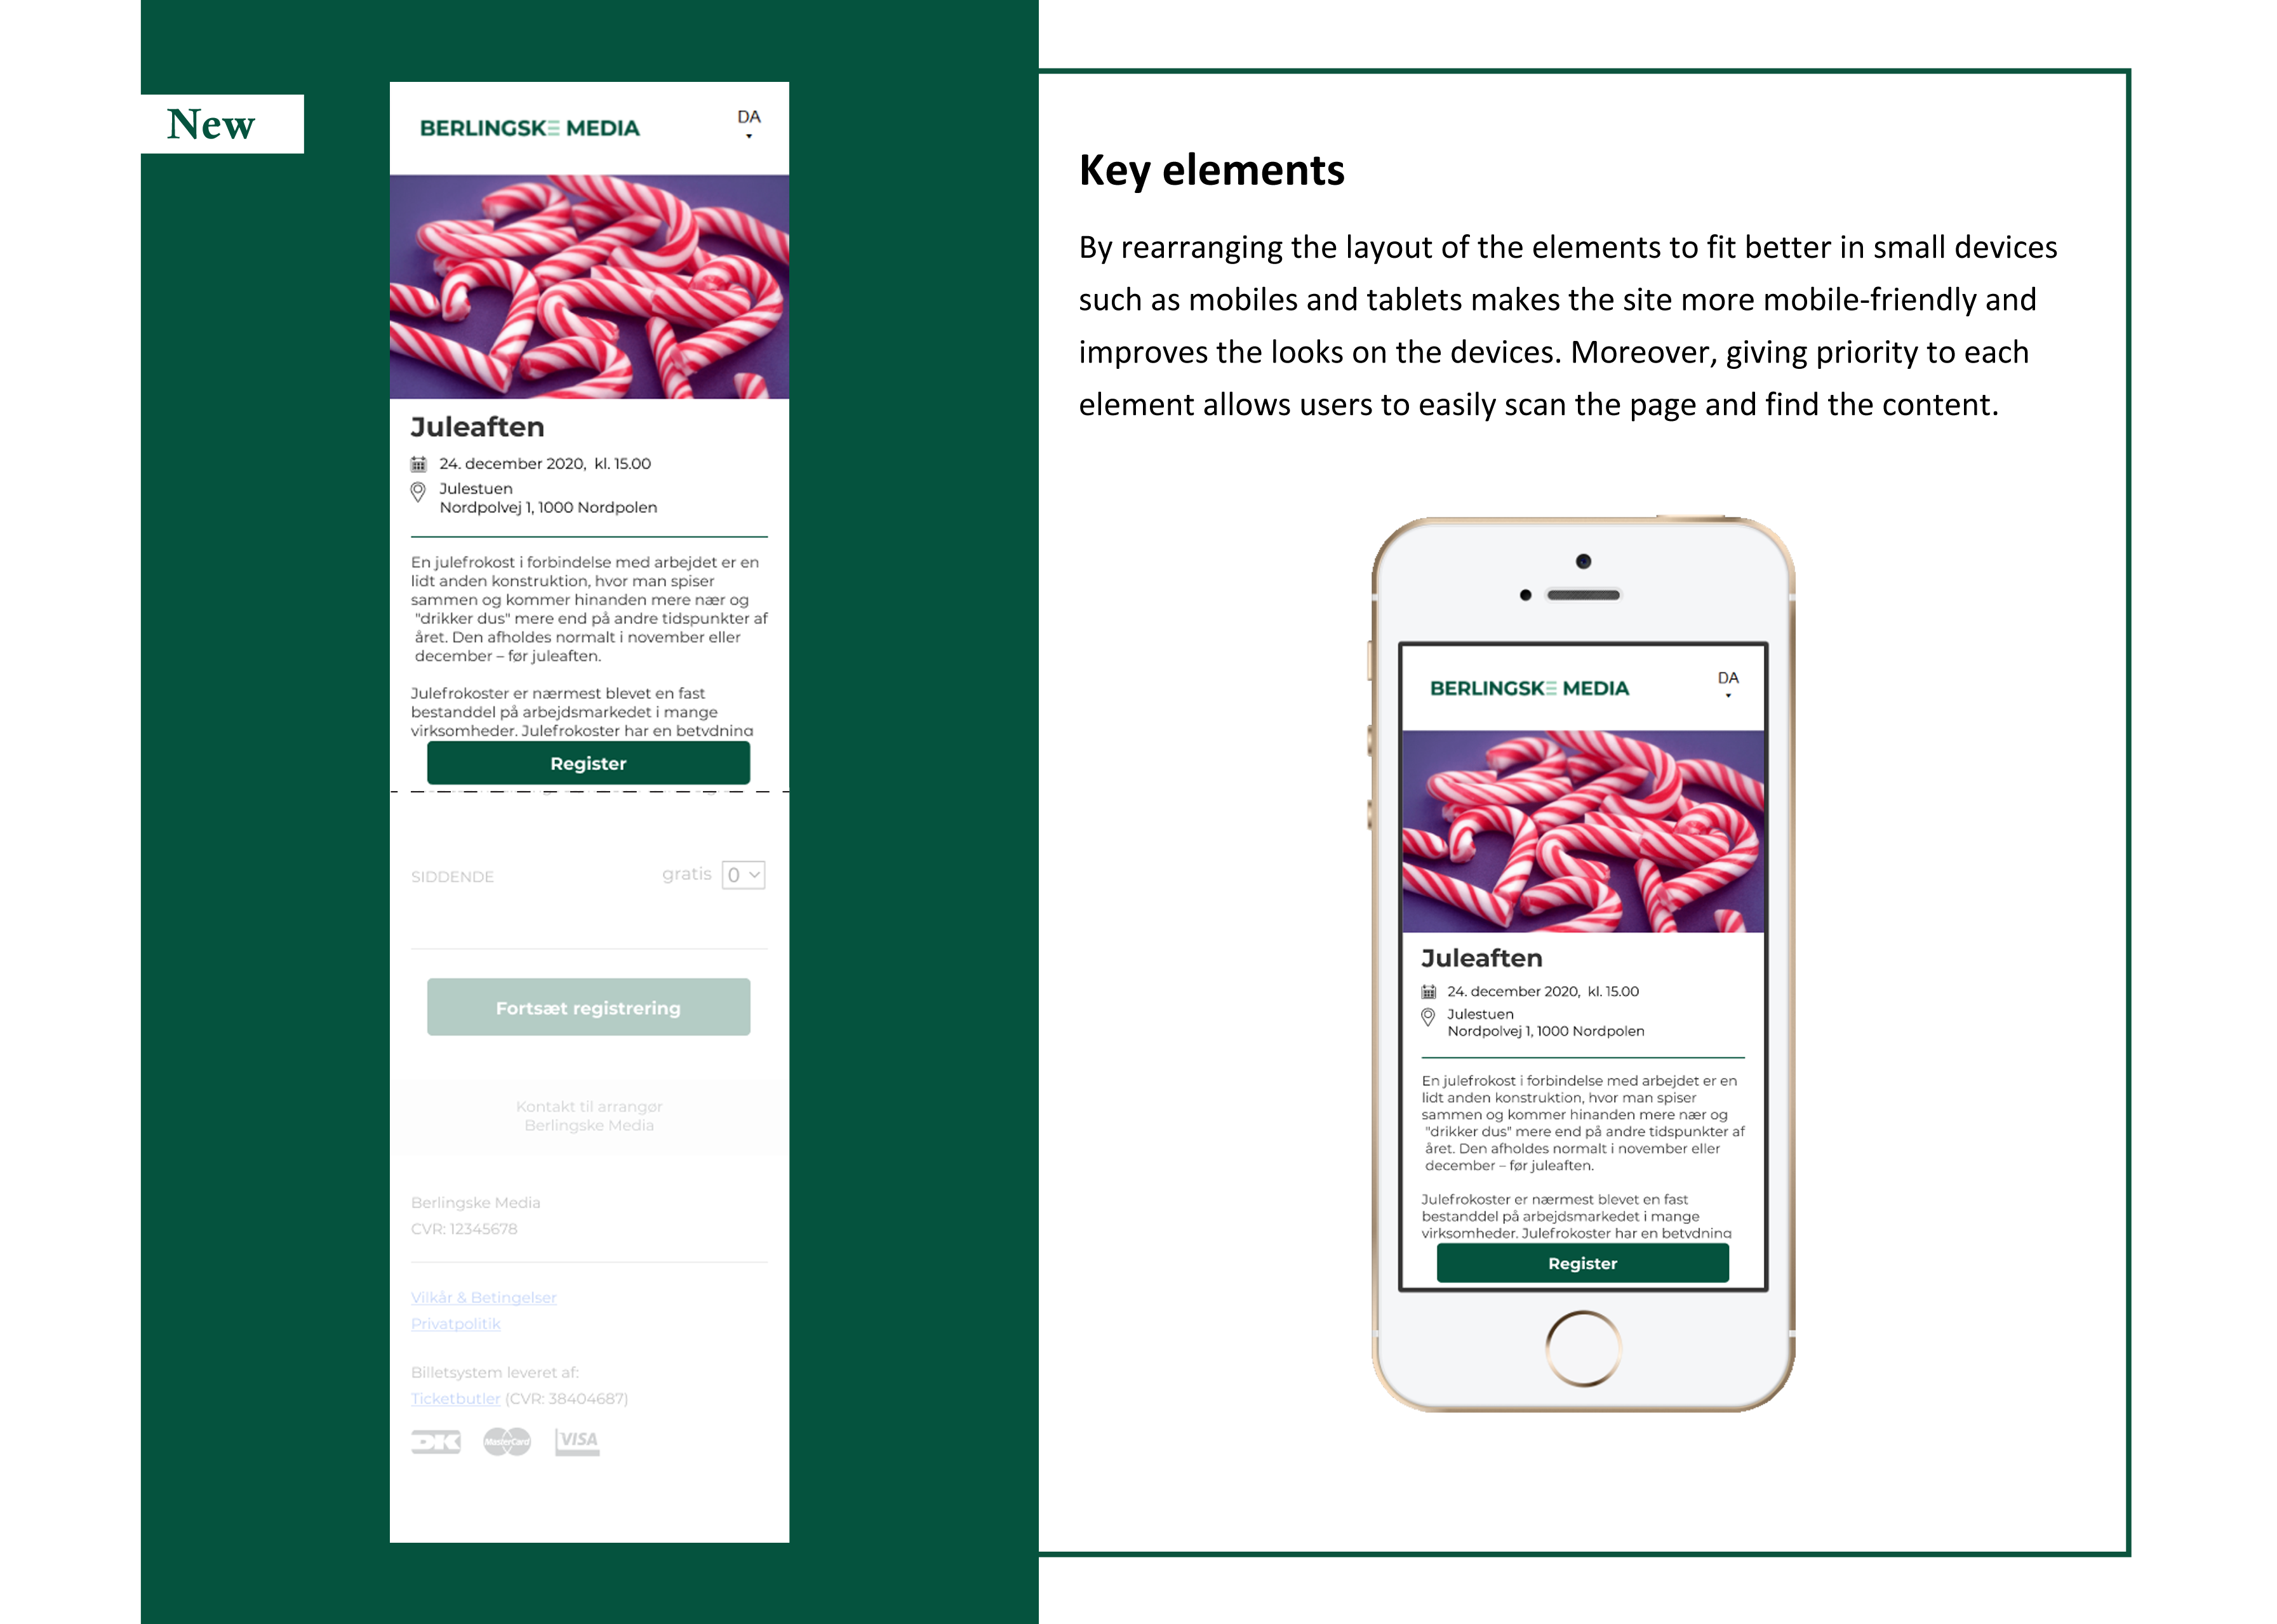 New
BERLINGSKE MEDIA
DA
Juleaften
24. december 2020, kl. 15.00
Julestuen
Nordpolvej 1, 1000 Nordpolen
En julefrokost i forbindelse med arbejdet er en
lidt anden konstruktion, hvor man spiser
sammen og kommer hinanden mere nær og
"drikker dus" mere end på andre tidspunkter af
året. Den afholdes normalt i november eller
december – før juleaften.
Julefrokoster er nærmest blevet en fast
bestanddel på arbejdsmarkedet i mange
virksomheder. Julefrokoster har en betydning
Register
SIDDENDE
gratis 0
Fortsæt registrering
Kontakt til arrangør
Berlingske Media
Berlingske Media
CVR: 12345678
Vilkår & Betingelser
Privatpolitik
Billetsystem leveret af:
Ticketbutler (CVR: 38404687)
DK MasterCard VISA
Key elements
By rearranging the layout of the elements to fit better in small devices
such as mobiles and tablets makes the site more mobile-friendly and
improves the looks on the devices. Moreover, giving priority to each
element allows users to easily scan the page and find the content.
BERLINGSKE MEDIA
DA
Juleaften
24. december 2020, kl. 15.00
Julestuen
Nordpolvej 1, 1000 Nordpolen
En julefrokost i forbindelse med arbejdet er en
lidt anden konstruktion, hvor man spiser
sammen og kommer hinanden mere nær og
"drikker dus" mere end på andre tidspunkter af
året. Den afholdes normalt i november eller
december – før juleaften.
Julefrokoster er nærmest blevet en fast
bestanddel på arbejdsmarkedet i mange
virksomheder. Julefrokoster har en betydning
Register